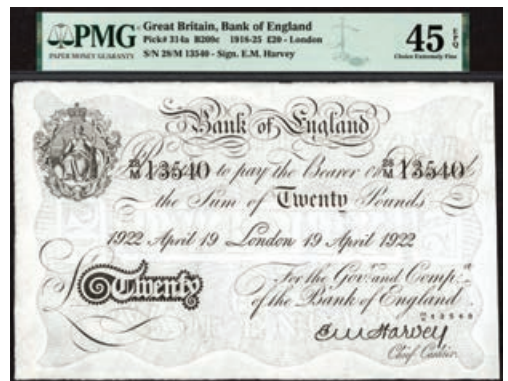 PMG
PAPER MONEY GUARANTY
Great Britain, Bank of England
Pick# 314a B209c 1918-25 £20 - London
S/N 28/M 13540 - Sign. E.M. Harvey
45 EPQ
Choice Extremely Fine
Bank of England
28/M 13540 to pay the Bearer on 28/M 13540
the Sum of Twenty Pounds
1922 April 19 London 19 April 1922
For the Gov.r and Comp.a
Twenty
of the Bank of England
E.M. Harvey
Chief Cashier.